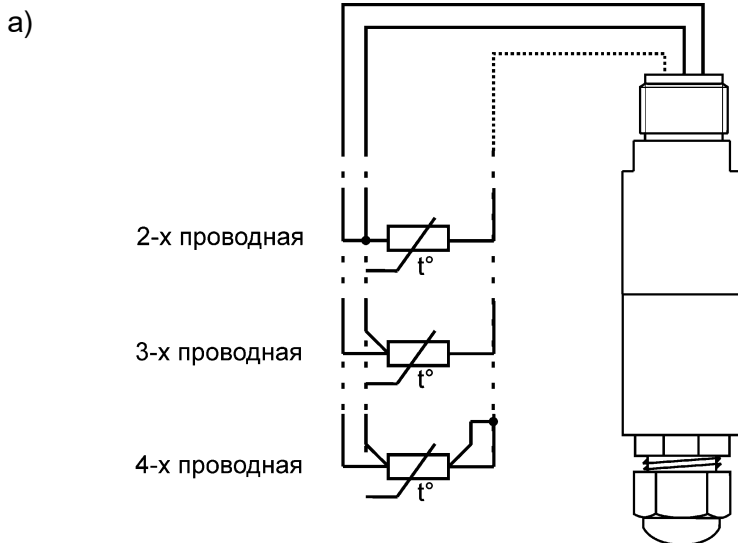 а)
2-х проводная
t°
3-х проводная
t°
4-х проводная
t°